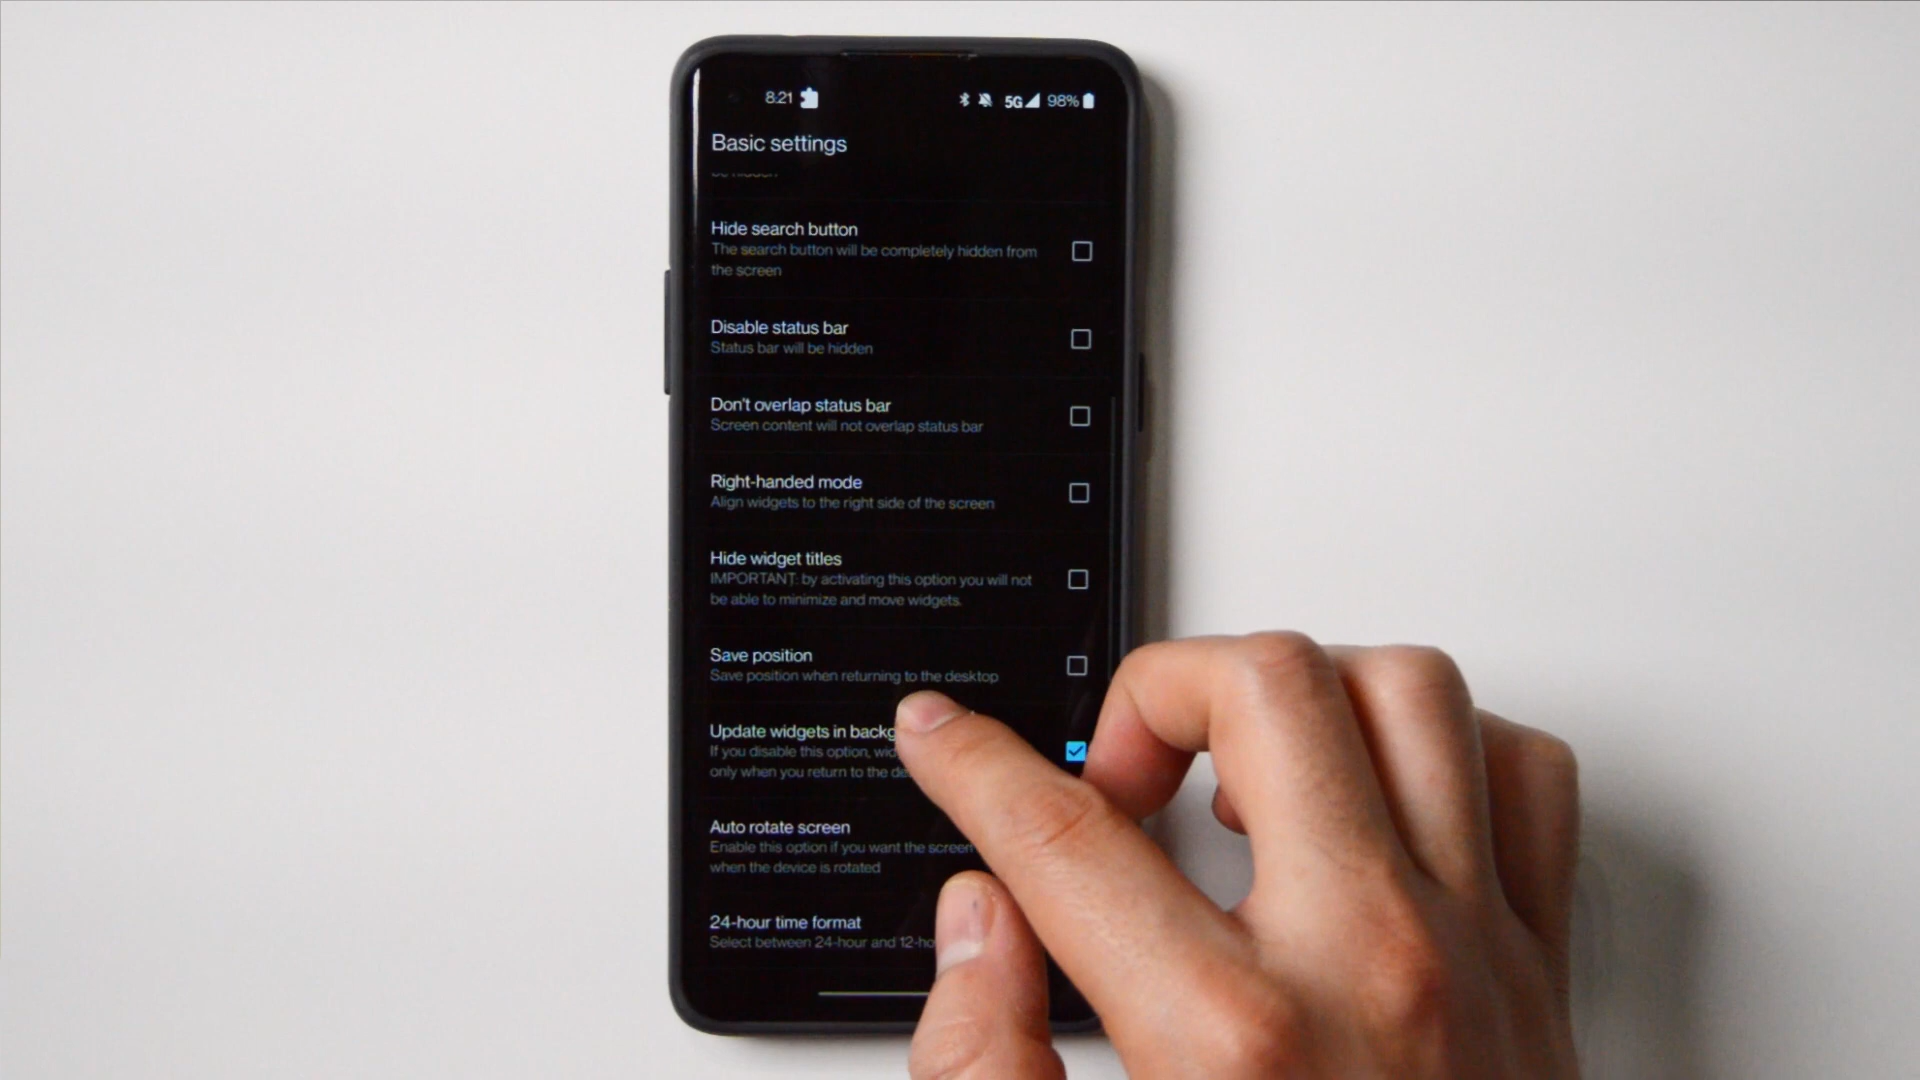 8:21
5G 98%
Basic settings
be hidden
Hide search button
The search button will be completely hidden from
the screen
Disable status bar
Status bar will be hidden
Don't overlap status bar
Screen content will not overlap status bar
Right-handed mode
Align widgets to the right side of the screen
Hide widget titles
IMPORTANT: by activating this option you will not
be able to minimize and move widgets.
Save position
Save position when returning to the desktop
Update widgets in backg
If you disable this option, wid
only when you return to the de
Auto rotate screen
Enable this option if you want the screen
when the device is rotated
24-hour time format
Select between 24-hour and 12-ho